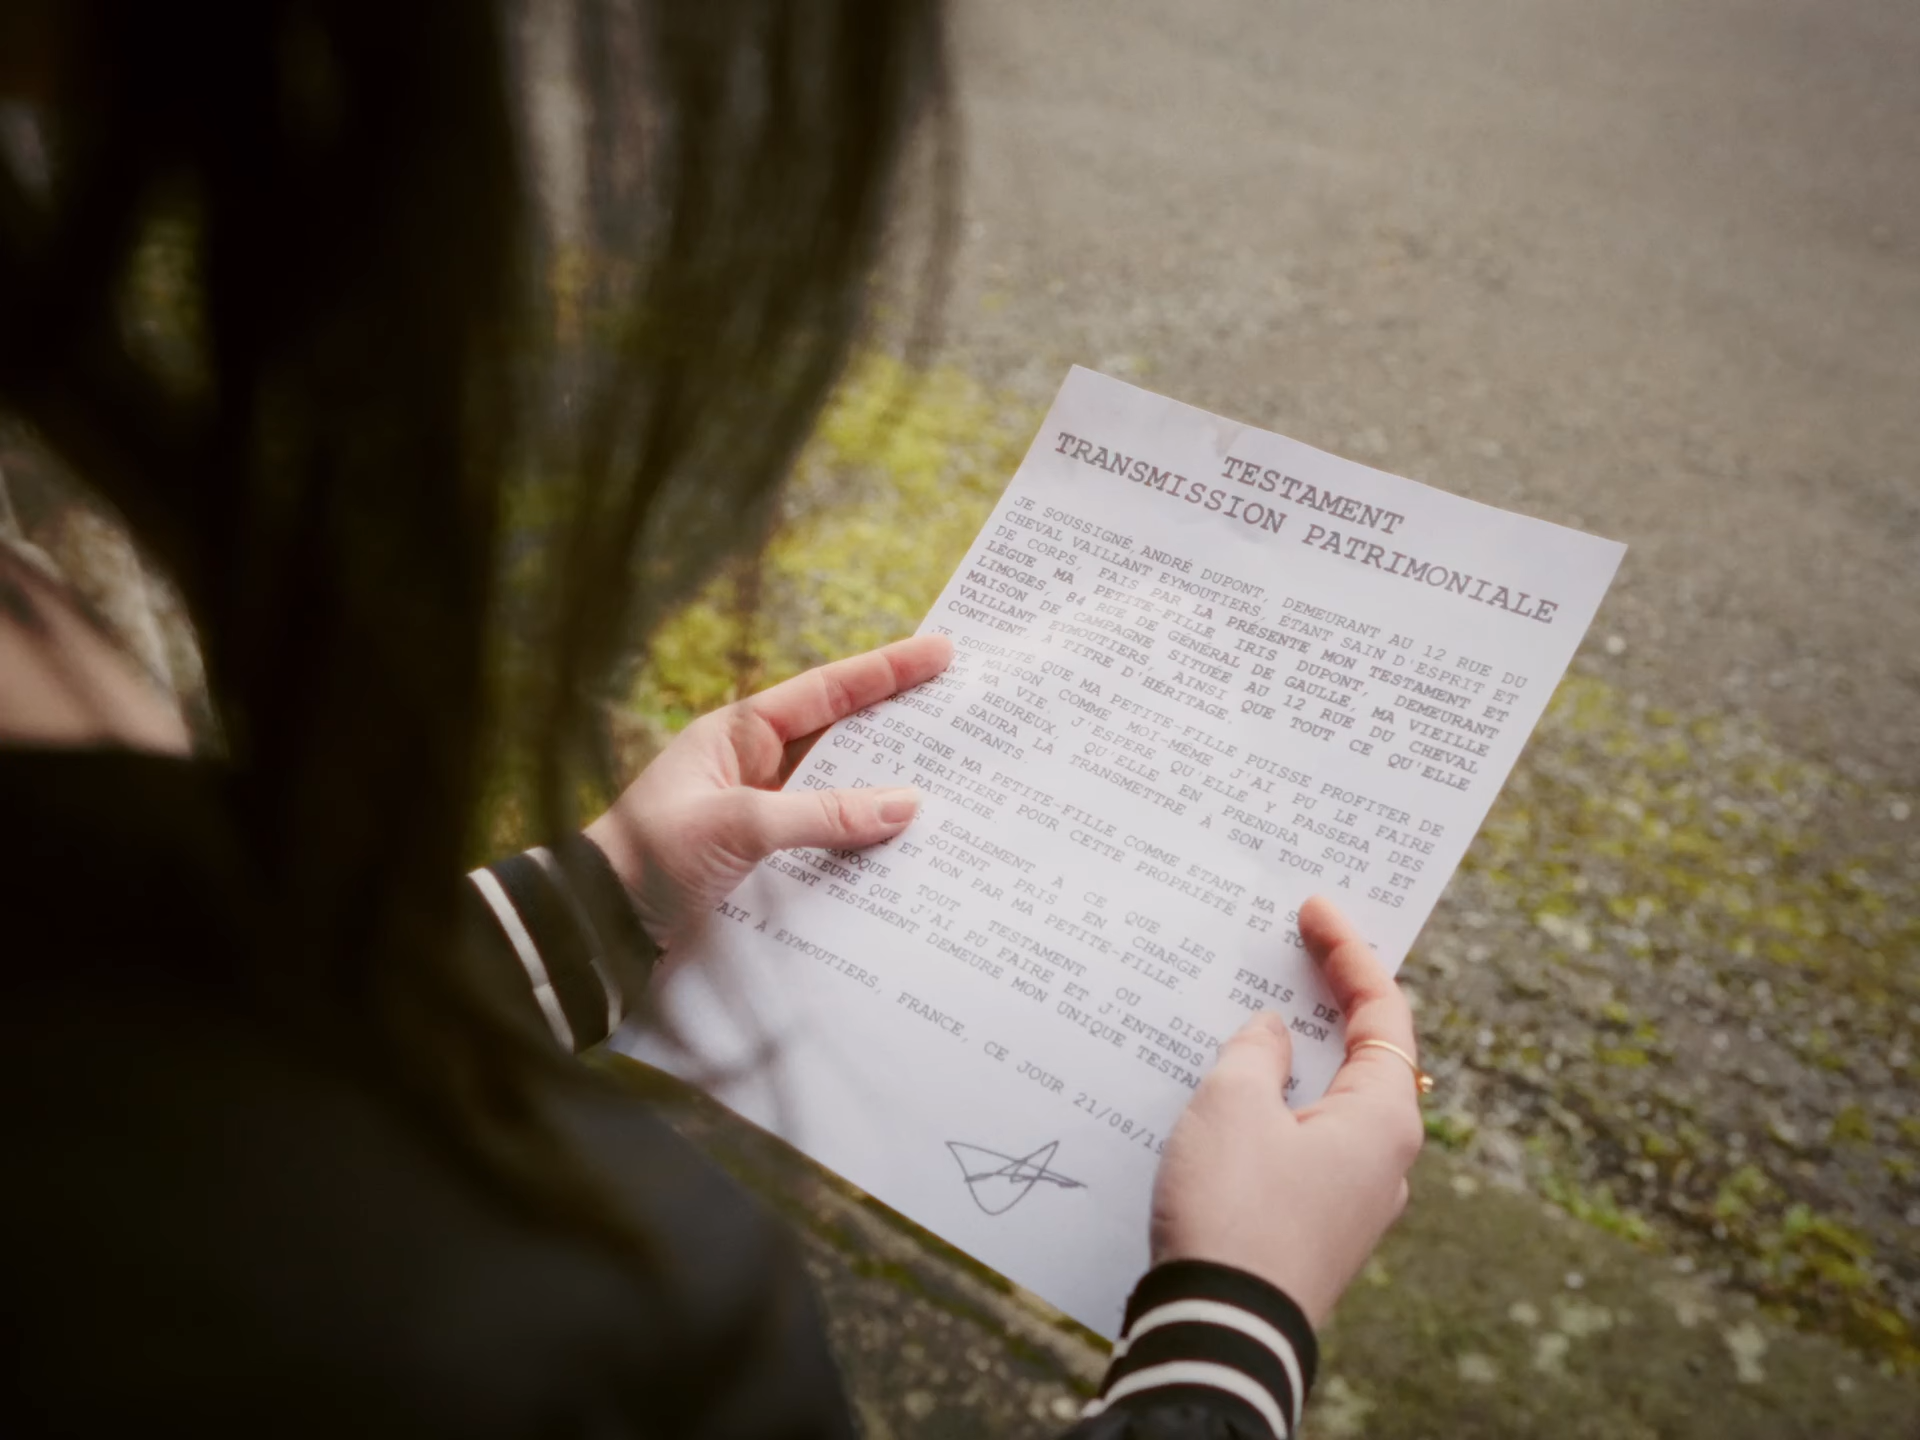 TESTAMENT
TRANSMISSION PATRIMONIALE
JE SOUSSIGNÉ, ANDRÉ DUPONT, DEMEURANT AU 12 RUE DU
CHEVAL VAILLANT EYMOUTIERS, ETANT SAIN D'ESPRIT ET
DE CORPS, FAIS PAR LA PRÉSENTE MON TESTAMENT ET
LÈGUE MA PETITE-FILLE IRIS DUPONT, DEMEURANT
LIMOGES, 84 RUE DE GÉNÉRAL DE GAULLE, MA VIEILLE
MAISON DE CAMPAGNE SITUÉE AU 12 RUE DU CHEVAL
VAILLANT EYMOUTIERS, AINSI QUE TOUT CE QU'ELLE
CONTIENT, À TITRE D'HÉRITAGE.
JE SOUHAITE QUE MA PETITE-FILLE PUISSE PROFITER DE
MAISON COMME MOI-MÊME J'AI PU LE FAIRE
MA VIE. J'ESPERE QU'ELLE Y PASSERA DES
HEUREUX, QU'ELLE EN PRENDRA SOIN ET
SAURA LA TRANSMETTRE À SON TOUR A SES
PROPRES ENFANTS.
JE DÉSIGNE MA PETITE-FILLE COMME ÉTANT MA
UNIQUE HÉRITIERE POUR CETTE PROPRIÉTÉ ET
QUI S'Y RATTACHE.
JE ÉGALEMENT A CE QUE LES FRAIS DE
SOIENT PRIS EN CHARGE PAR MON
ET NON PAR MA PETITE-FILLE.
TOUT TESTAMENT OU
QUE J'AI PU FAIRE ET J'ENTENDS
TESTAMENT DEMEURE MON UNIQUE
A EYMOUTIERS, FRANCE, CE JOUR 21/08/